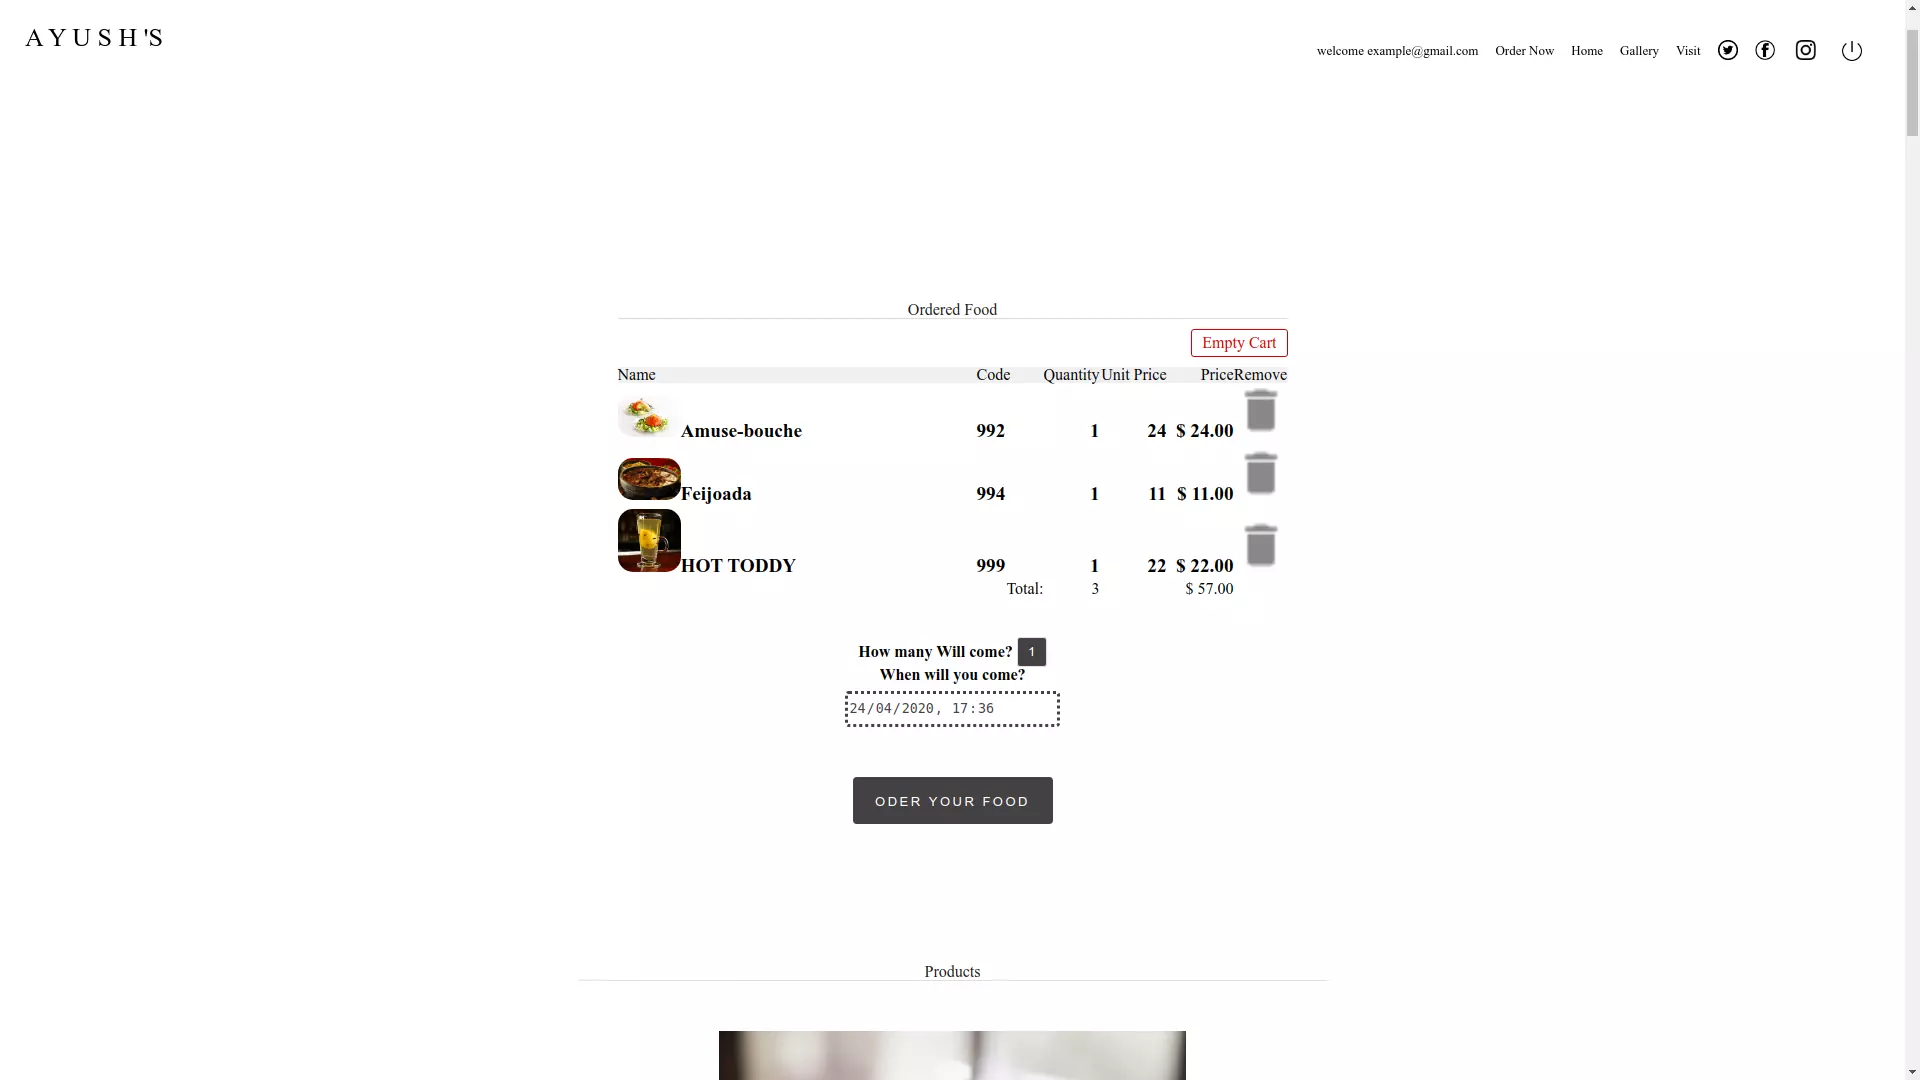 AYUSH'S
welcome example@gmail.com Order Now Home Gallery Visit
Ordered Food
Empty Cart
Name Code Quantity Unit Price Price Remove
Amuse-bouche 992 1 24 $ 24.00
Feijoada 994 1 11 $ 11.00
HOT TODDY 999 1 22 $ 22.00
Total: 3 $ 57.00
How many Will come? 1
When will you come?
24/04/2020, 17:36
ODER YOUR FOOD
Products